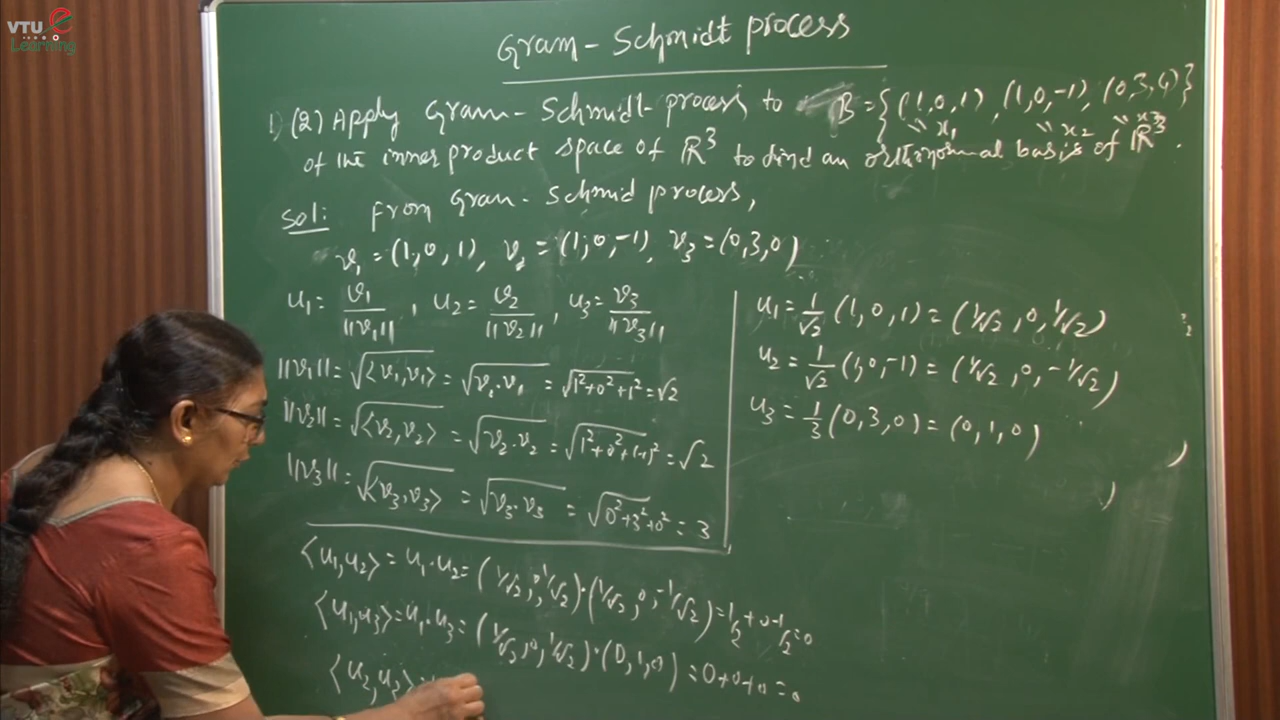 VTU e
Learning
Gram - Schmidt process
1) (2) Apply Gram - Schmidt - process to B = {(1,0,1), (1,0,-1), (0,3,4)}
" x₁ " x₂ " x₃
of the inner product space of ℝ³ to find an orthonormal basis of ℝ³.
Sol: From Gram - Schmid process,
v₁ = (1,0,1), v₂ = (1,0,-1), v₃ = (0,3,0)
u₁ = v₁/||v₁||, u₂ = v₂/||v₂||, u₃ = v₃/||v₃||
||v₁|| = √<v₁,v₁> = √v₁.v₁ = √1²+0²+1² = √2
||v₂|| = √<v₂,v₂> = √v₂.v₂ = √1²+0²+(-1)² = √2
||v₃|| = √<v₃,v₃> = √v₃.v₃ = √0²+3²+0² = 3
u₁ = 1/√2 (1,0,1) = (1/√2, 0, 1/√2)
u₂ = 1/√2 (1,0,-1) = (1/√2, 0, -1/√2)
u₃ = 1/3 (0,3,0) = (0,1,0)
<u₁,u₂> = u₁.u₂ = (1/√2, 0, 1/√2).(1/√2, 0, -1/√2) = 1/2+0-1/2=0
<u₁,u₃> = u₁.u₃ = (1/√2, 0, 1/√2).(0,1,0) = 0+0+0=0
<u₂,u₃> =